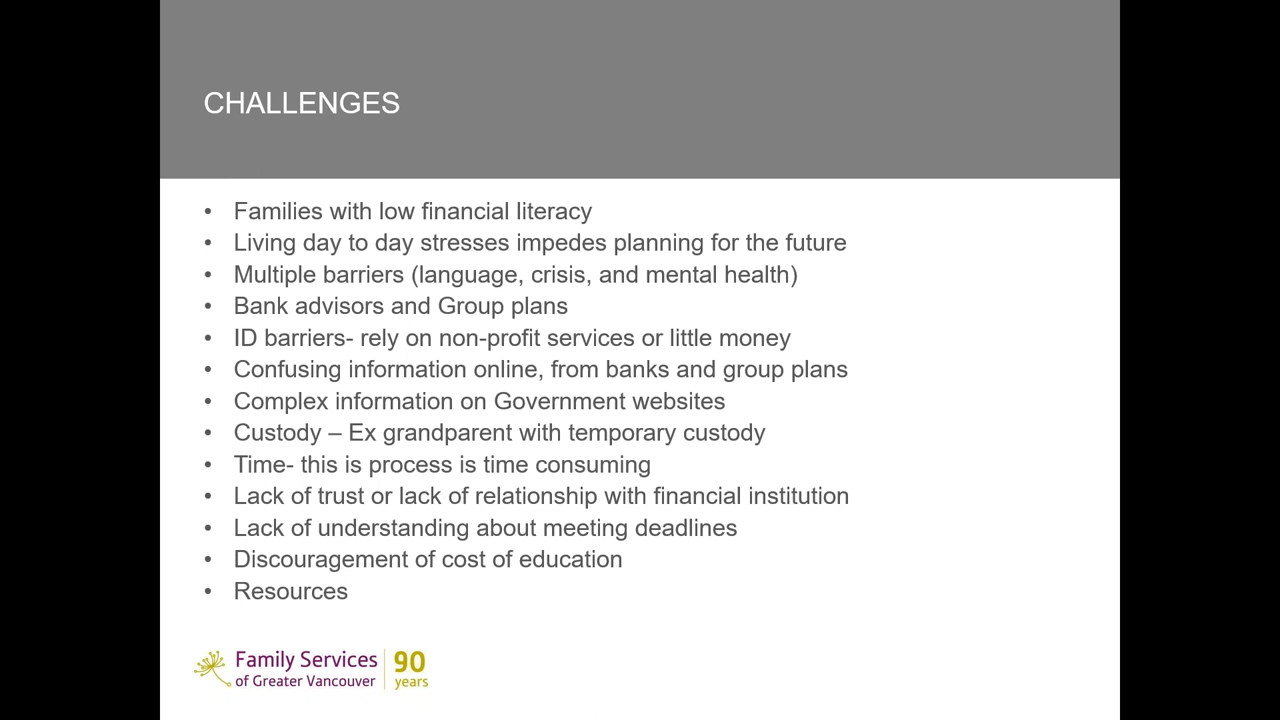 CHALLENGES
• Families with low financial literacy
• Living day to day stresses impedes planning for the future
• Multiple barriers (language, crisis, and mental health)
• Bank advisors and Group plans
• ID barriers- rely on non-profit services or little money
• Confusing information online, from banks and group plans
• Complex information on Government websites
• Custody – Ex grandparent with temporary custody
• Time- this is process is time consuming
• Lack of trust or lack of relationship with financial institution
• Lack of understanding about meeting deadlines
• Discouragement of cost of education
• Resources
Family Services 90
of Greater Vancouver years